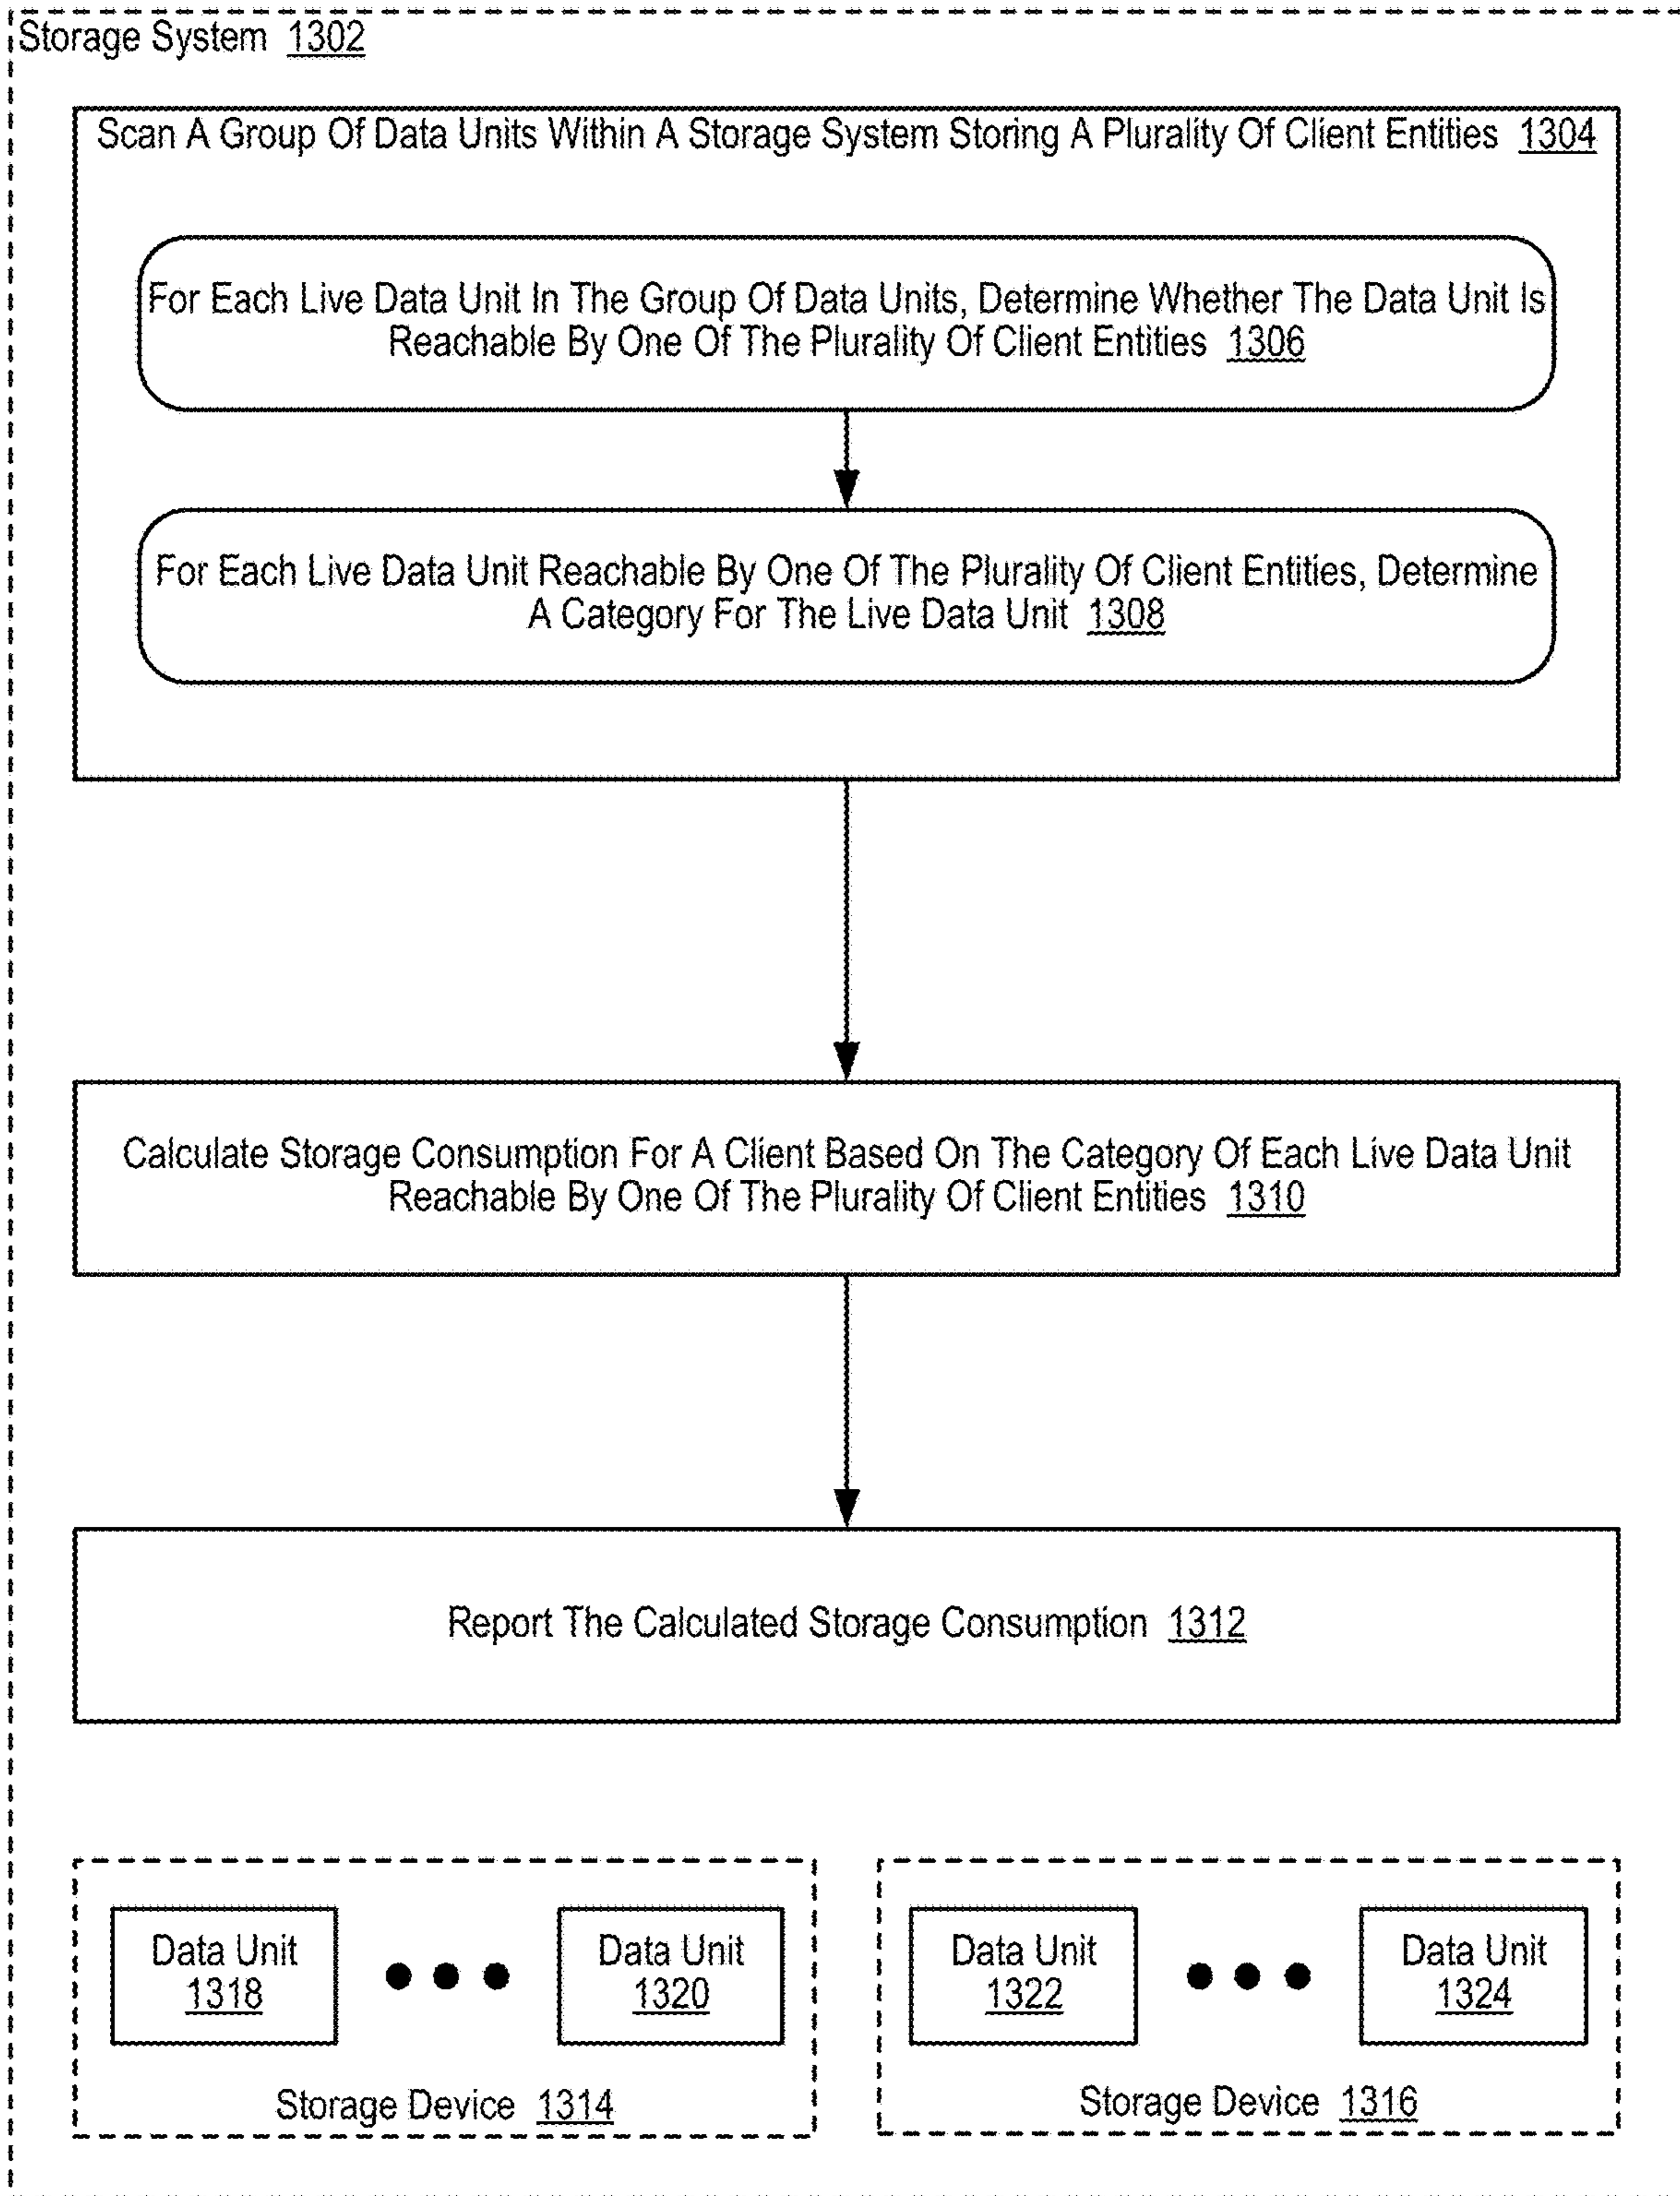 Storage System 1302
Scan A Group Of Data Units Within A Storage System Storing A Plurality Of Client Entities 1304
For Each Live Data Unit In The Group Of Data Units, Determine Whether The Data Unit Is
Reachable By One Of The Plurality Of Client Entities 1306
For Each Live Data Unit Reachable By One Of The Plurality Of Client Entities, Determine
A Category For The Live Data Unit 1308
Calculate Storage Consumption For A Client Based On The Category Of Each Live Data Unit
Reachable By One Of The Plurality Of Client Entities 1310
Report The Calculated Storage Consumption 1312
Data Unit
1318
Data Unit
1320
Storage Device 1314
Data Unit
1322
Data Unit
1324
Storage Device 1316